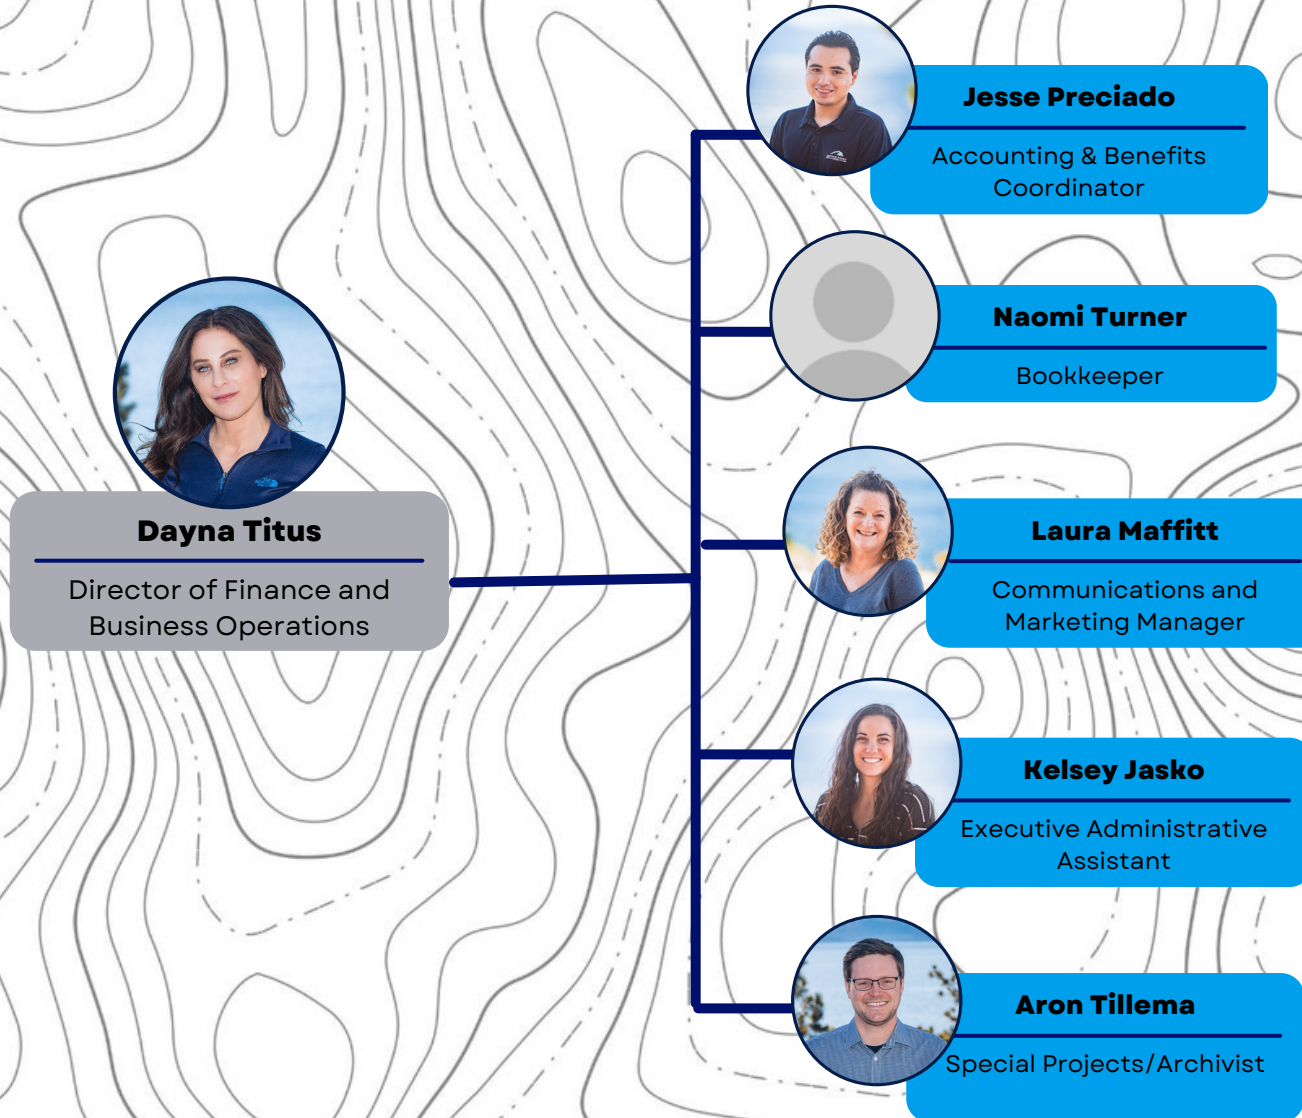 Jesse Preciado
Accounting & Benefits
Coordinator
Naomi Turner
Bookkeeper
Dayna Titus
Director of Finance and
Business Operations
Laura Maffitt
Communications and
Marketing Manager
Kelsey Jasko
Executive Administrative
Assistant
Aron Tillema
Special Projects/Archivist